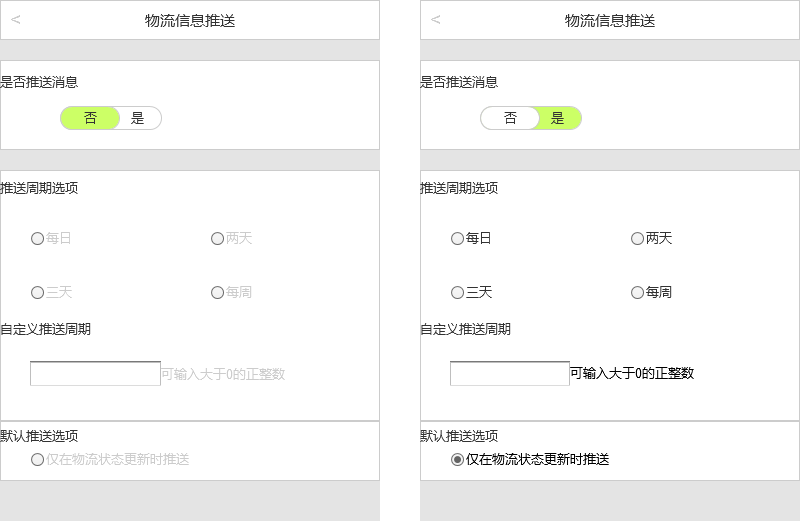 < 物流信息推送
是否推送消息
否 是
推送周期选项
每日 两天
三天 每周
自定义推送周期
可输入大于0的正整数
默认推送选项
仅在物流状态更新时推送
< 物流信息推送
是否推送消息
否 是
推送周期选项
每日 两天
三天 每周
自定义推送周期
可输入大于0的正整数
默认推送选项
仅在物流状态更新时推送